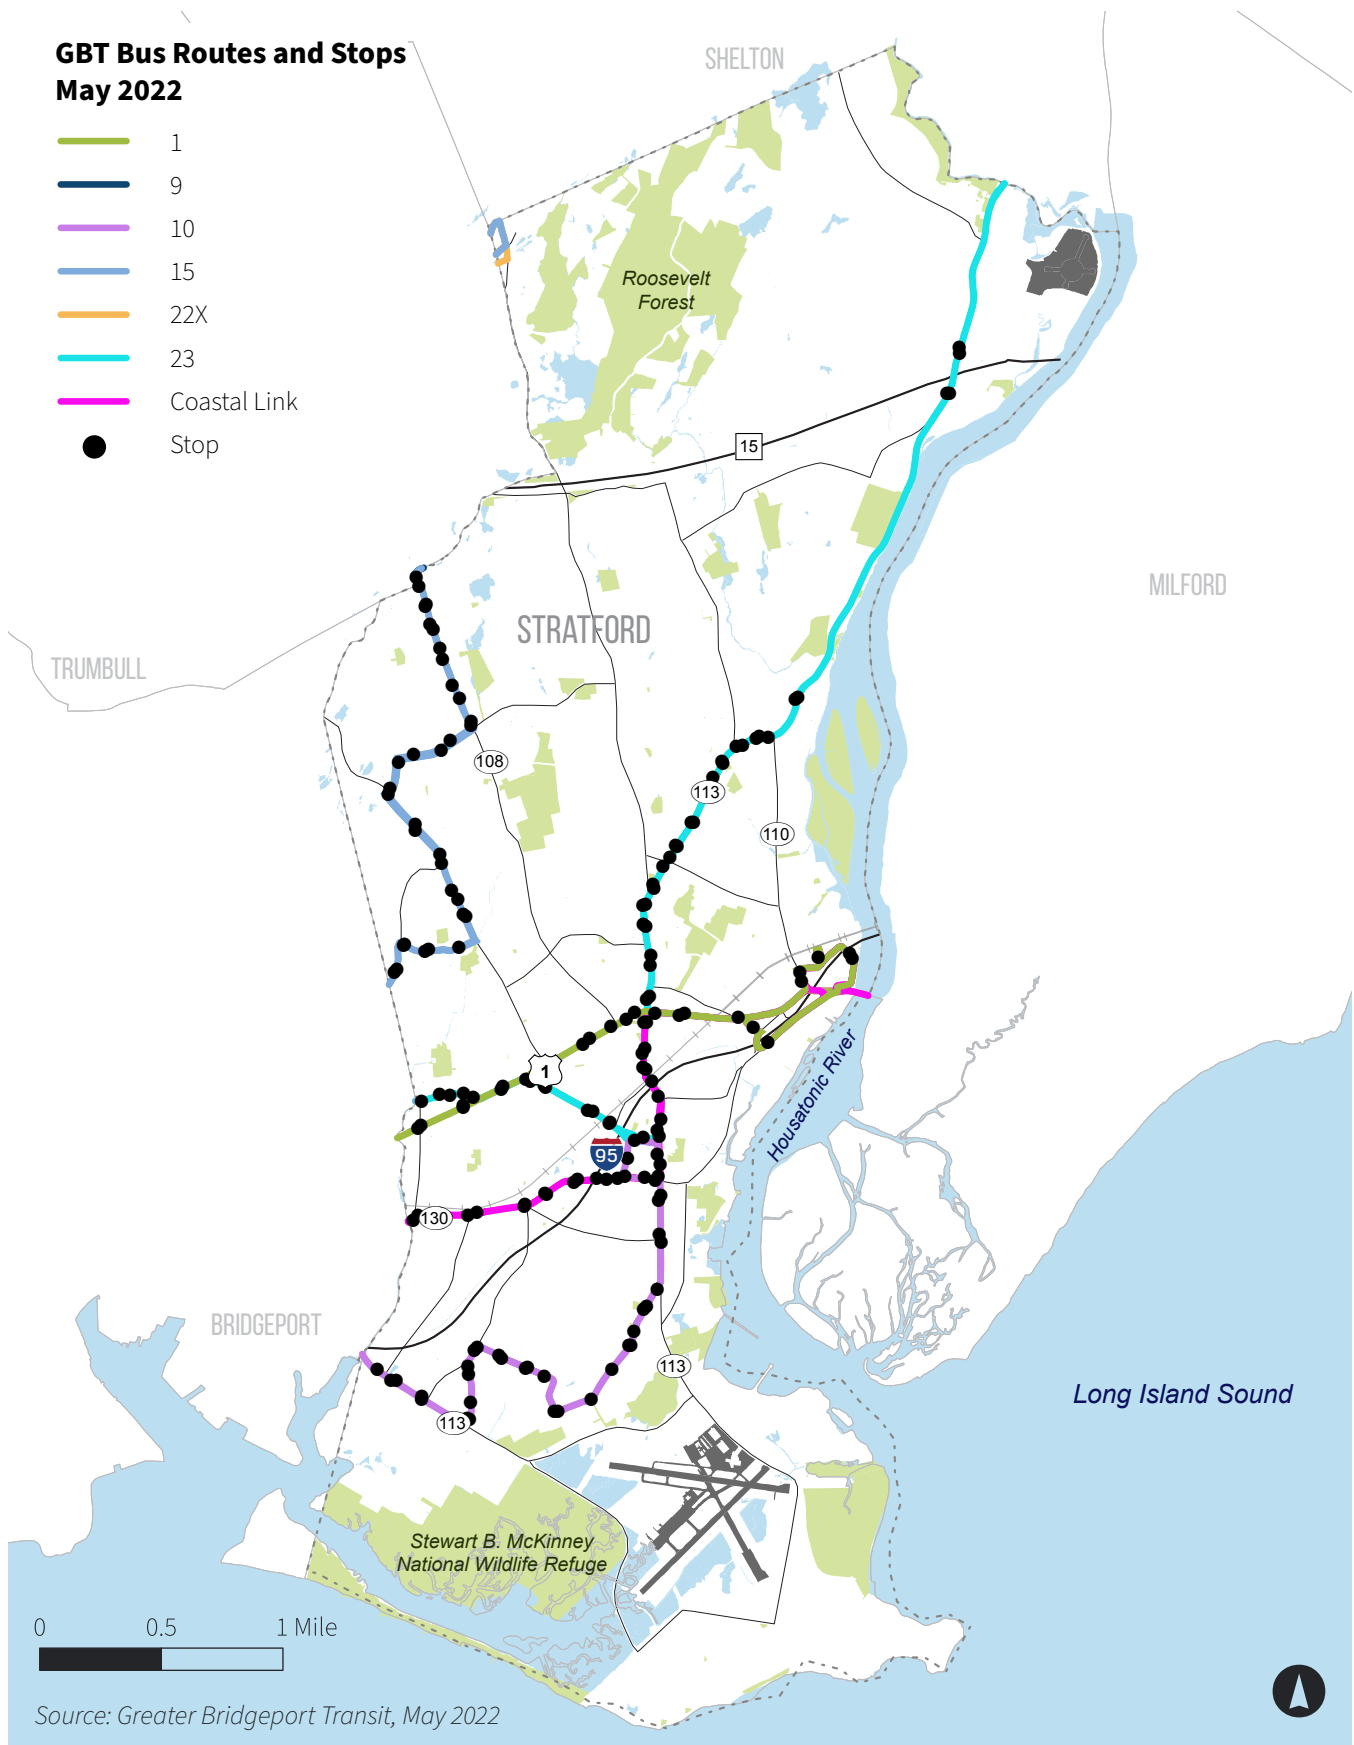 GBT Bus Routes and Stops
May 2022
1
9
10
15
22X
23
Coastal Link
Stop
SHELTON
Roosevelt
Forest
15
MILFORD
STRATFORD
TRUMBULL
108
113
110
1
Housatonic River
95
130
BRIDGEPORT
113
113
Long Island Sound
Stewart B. McKinney
National Wildlife Refuge
0 0.5 1 Mile
Source: Greater Bridgeport Transit, May 2022